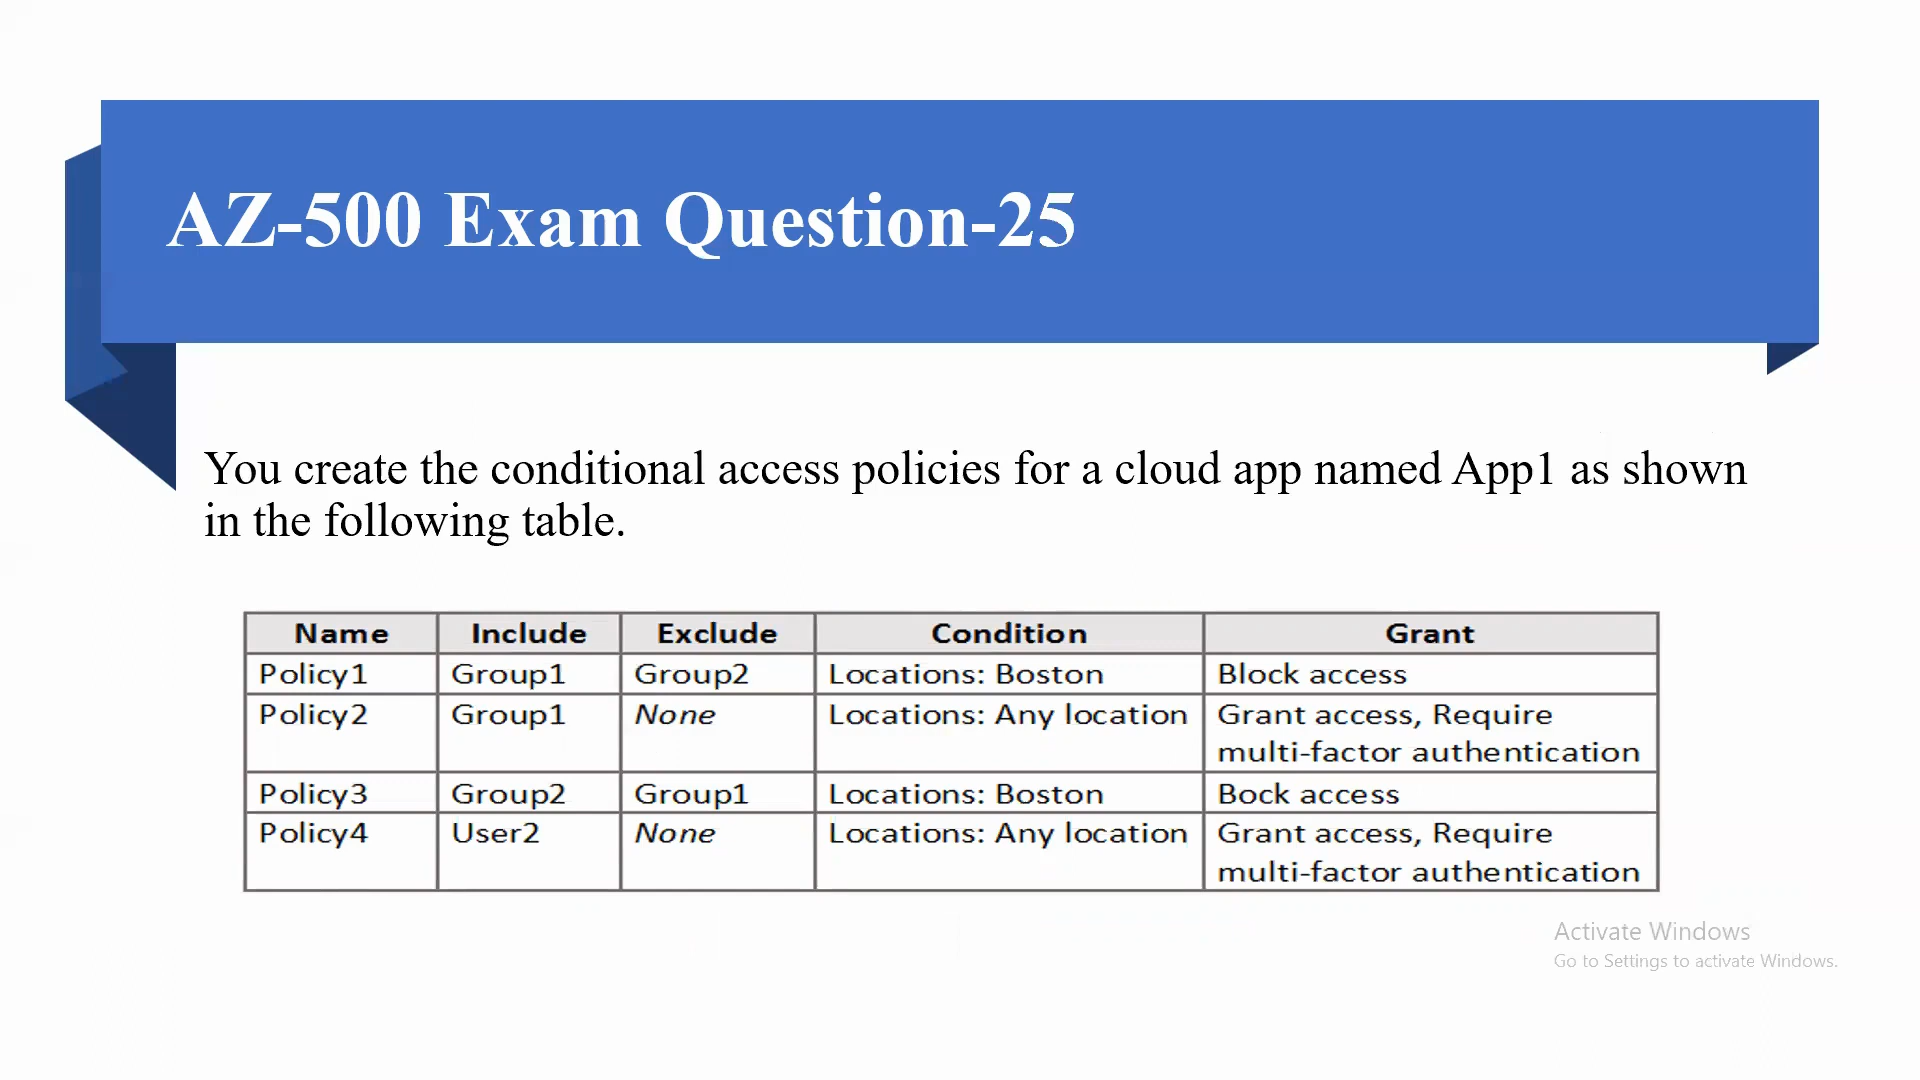 AZ-500 Exam Question-25
You create the conditional access policies for a cloud app named App1 as shown
in the following table.
Name Include Exclude Condition Grant
Policy1 Group1 Group2 Locations: Boston Block access
Policy2 Group1 None Locations: Any location Grant access, Require
multi-factor authentication
Policy3 Group2 Group1 Locations: Boston Bock access
Policy4 User2 None Locations: Any location Grant access, Require
multi-factor authentication
Activate Windows
Go to Settings to activate Windows.